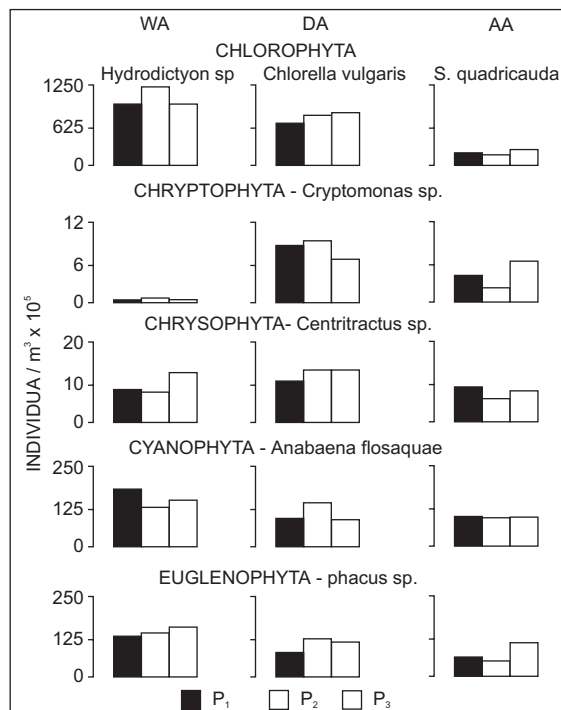 WA DA AA
CHLOROPHYTA
Hydrodictyon sp Chlorella vulgaris S. quadricauda
1250
625
0
CHRYPTOPHYTA - Cryptomonas sp.
12
6
0
CHRYSOPHYTA- Centritractus sp.
20
10
0
CYANOPHYTA - Anabaena flosaquae
250
125
0
EUGLENOPHYTA - phacus sp.
250
125
0
INDIVIDUA / m³ x 10⁵
P₁ P₂ P₃